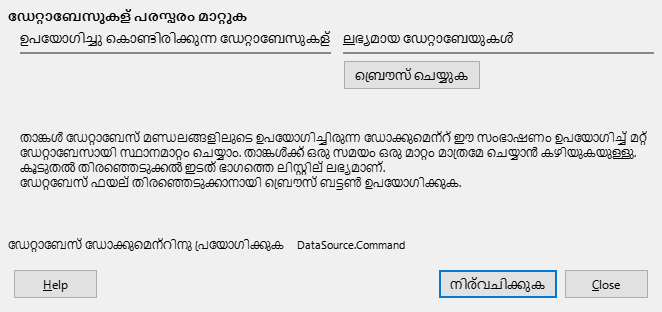 ഡേറ്റാബേസുകള് പരസ്പരം മാറ്റുക
ഉപയോഗിച്ചു കൊണ്ടിരിക്കുന്ന ഡേറ്റാബേസുകള് ലഭ്യമായ ഡേറ്റാബേയുകൾ
ബ്രൌസ് ചെയ്യുക
താങ്കൾ ഡേറ്റാബേസ് മണ്ഡലങ്ങളിലുടെ ഉപയോഗിച്ചിരുന്ന ഡോക്കുമെന്റ് ഈ സംഭാഷണം ഉപയോഗിച്ച് മറ്റ്
ഡേറ്റാബേസായി സ്ഥാനമാറ്റം ചെയ്യാം. താങ്കൾക്ക് ഒരു സമയം ഒരു മാറ്റം മാത്രമേ ചെയ്യാൻ കഴിയുകയുള്ളു.
കൂടുതൽ തിരഞ്ഞെടുക്കൽ ഇടത് ഭാഗത്തെ ലിസ്റ്റില് ലഭ്യമാണ്.
ഡേറ്റബേസ് ഫയല് തിരഞ്ഞെടുക്കാനായി ബ്രൌസ് ബട്ടൺ ഉപയോഗിക്കുക.
ഡേറ്റാബേസ് ഡോക്കുമെന്റിനു പ്രയോഗിക്കുക DataSource.Command
Help നിര്വചിക്കുക Close